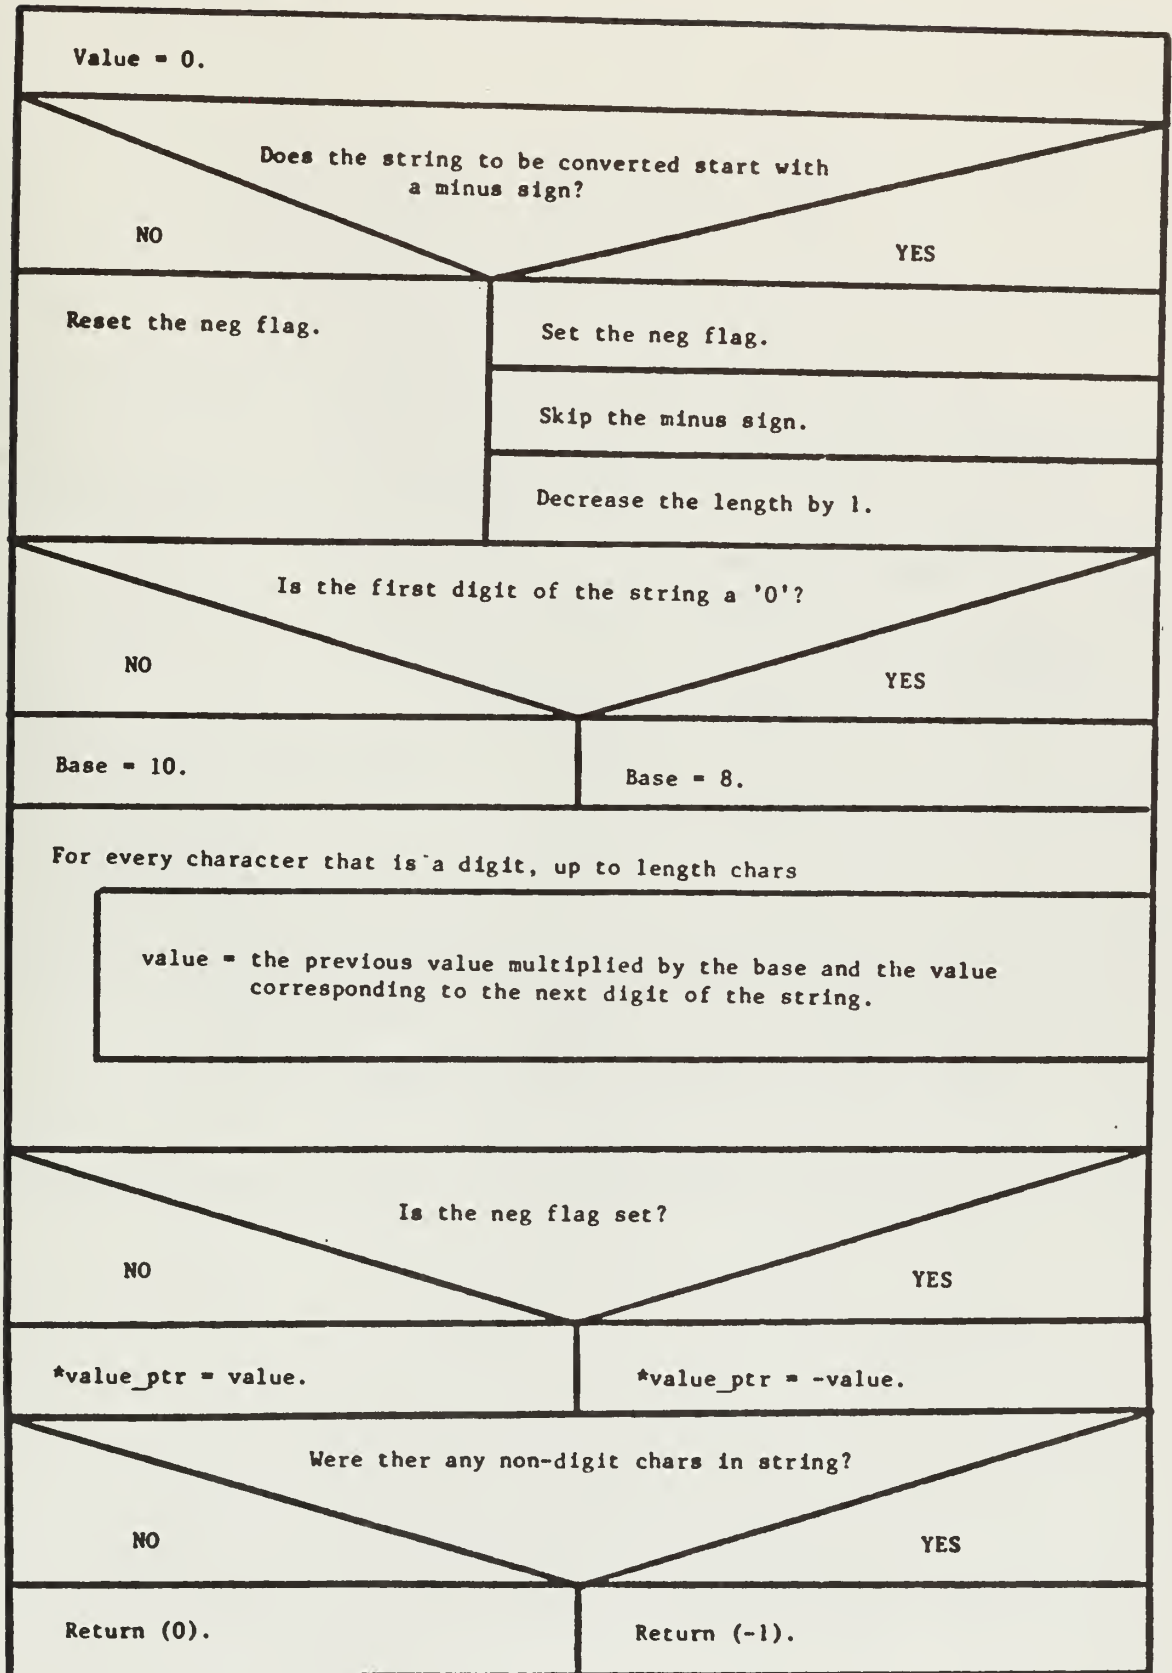 Value = 0.
Does the string to be converted start with
a minus sign?
NO
YES
Reset the neg flag.
Set the neg flag.
Skip the minus sign.
Decrease the length by 1.
Is the first digit of the string a '0'?
NO
YES
Base = 10.
Base = 8.
For every character that is a digit, up to length chars
value = the previous value multiplied by the base and the value
corresponding to the next digit of the string.
Is the neg flag set?
NO
YES
*value_ptr = value.
*value_ptr = -value.
Were ther any non-digit chars in string?
NO
YES
Return (0).
Return (-1).